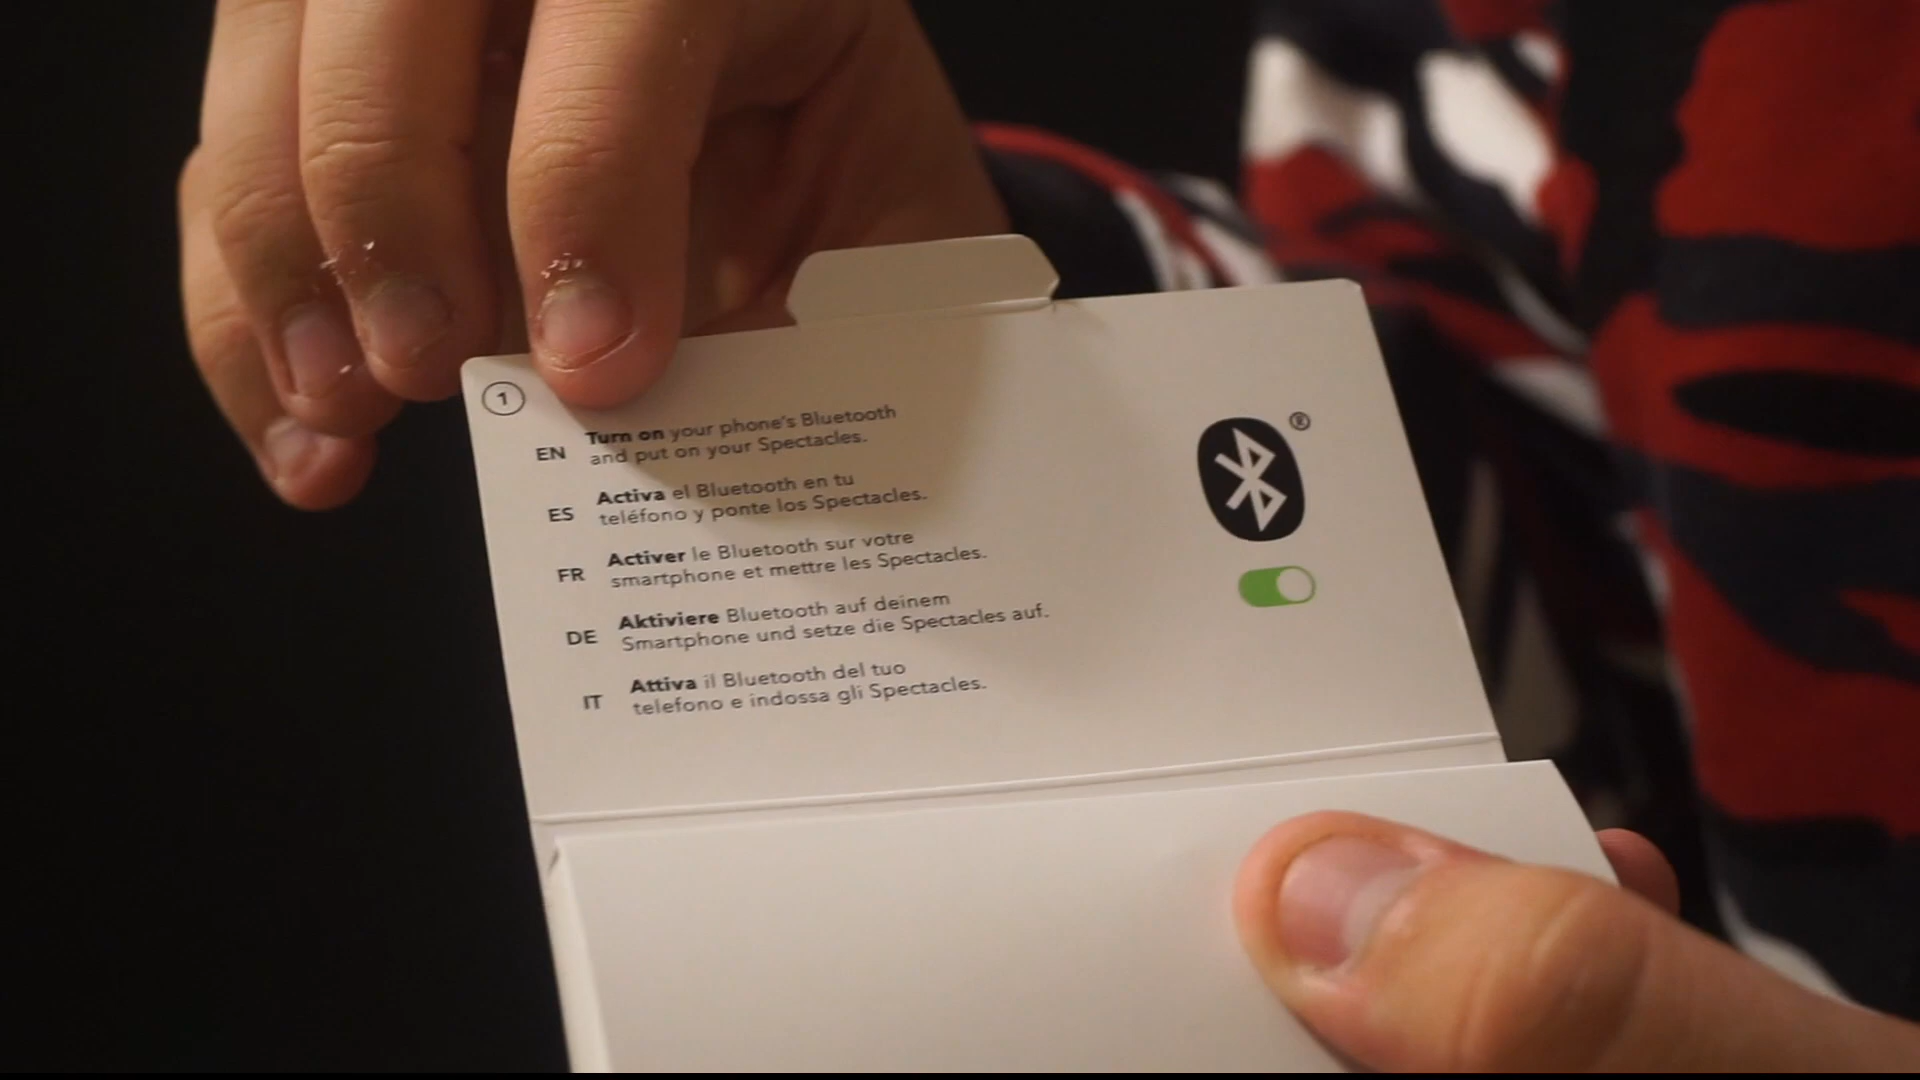 1
EN Turn on your phone's Bluetooth
and put on your Spectacles.
ES Activa el Bluetooth en tu
teléfono y ponte los Spectacles.
FR Activer le Bluetooth sur votre
smartphone et mettre les Spectacles.
DE Aktiviere Bluetooth auf deinem
Smartphone und setze die Spectacles auf.
IT Attiva il Bluetooth del tuo
telefono e indossa gli Spectacles.
®